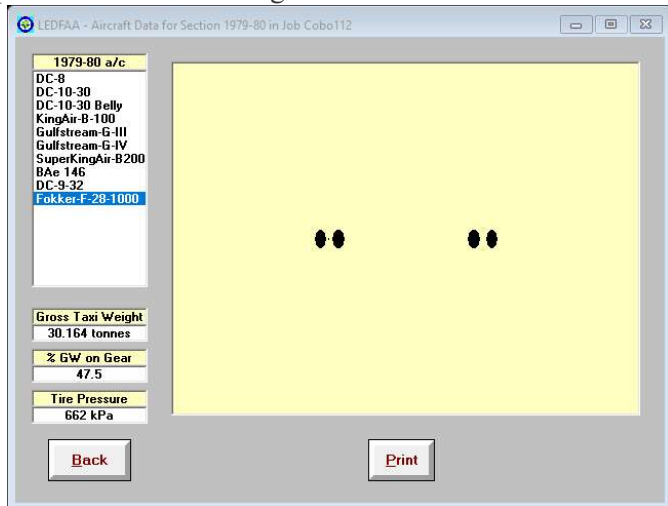 LEDFAA - Aircraft Data for Section 1979-80 in Job Cobo112
1979-80 a/c
DC-8
DC-10-30
DC-10-30 Belly
KingAir-B-100
Gulfstream-G-III
Gulfstream-G-IV
SuperKingAir-B200
BAe 146
DC-9-32
Fokker-F-28-1000
Gross Taxi Weight
30.164 tonnes
% GW on Gear
47.5
Tire Pressure
662 kPa
Back
Print